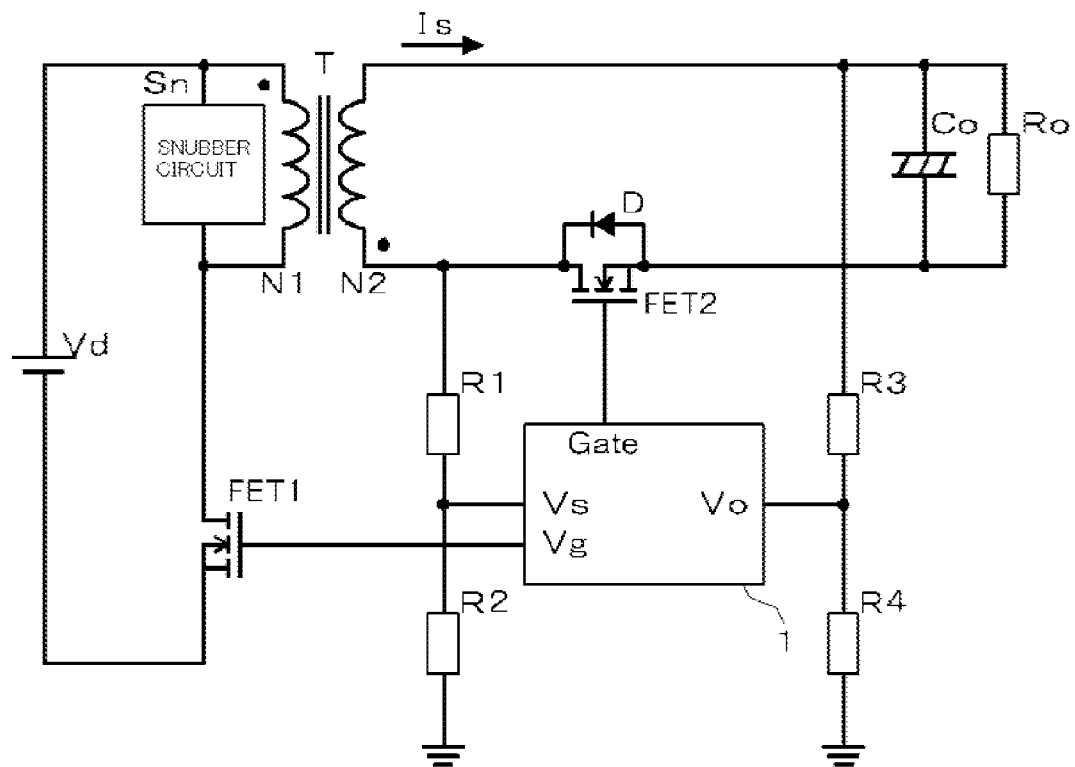 Is
T
Sn
SNUBBER
CIRCUIT
Co
Ro
D
N1
N2
FET2
Vd
R1
R3
Gate
FET1
Vs
Vo
Vg
R2
R4
1